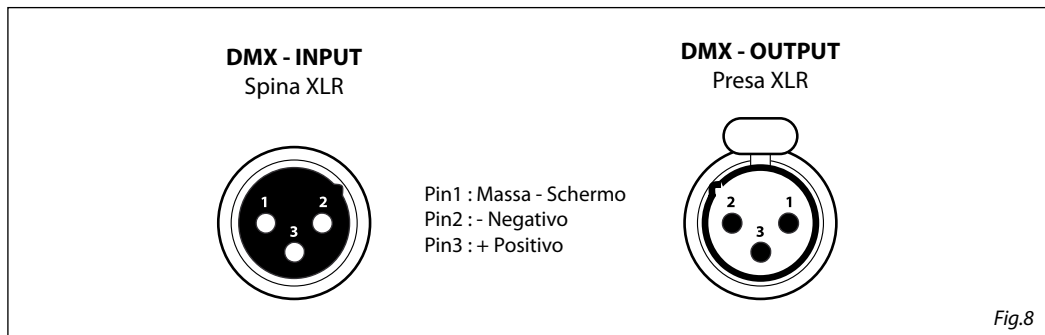 DMX - INPUT
Spina XLR
1
2
3
Pin1 : Massa - Schermo
Pin2 : - Negativo
Pin3 : + Positivo
DMX - OUTPUT
Presa XLR
2
1
3
Fig.8